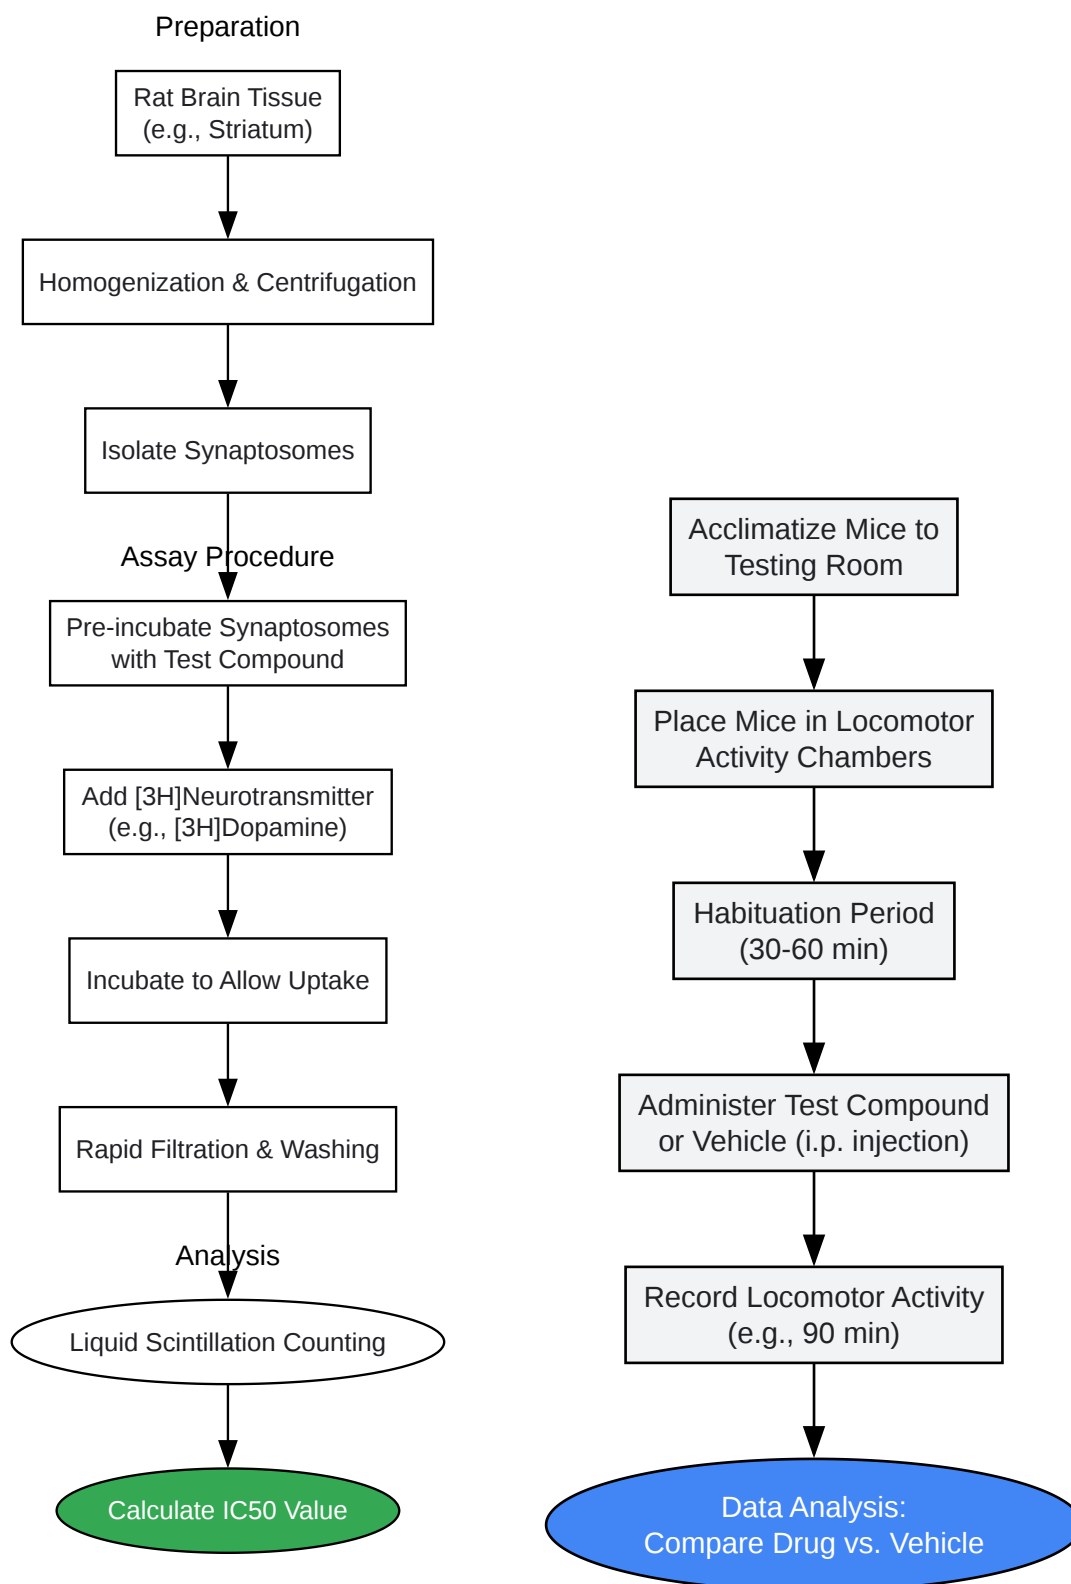 Preparation
Rat Brain Tissue
(e.g., Striatum)
Homogenization & Centrifugation
Isolate Synaptosomes
Assay Procedure
Pre-incubate Synaptosomes
with Test Compound
Add [3H]Neurotransmitter
(e.g., [3H]Dopamine)
Incubate to Allow Uptake
Rapid Filtration & Washing
Analysis
Liquid Scintillation Counting
Calculate IC50 Value
Acclimatize Mice to
Testing Room
Place Mice in Locomotor
Activity Chambers
Habituation Period
(30-60 min)
Administer Test Compound
or Vehicle (i.p. injection)
Record Locomotor Activity
(e.g., 90 min)
Data Analysis:
Compare Drug vs. Vehicle